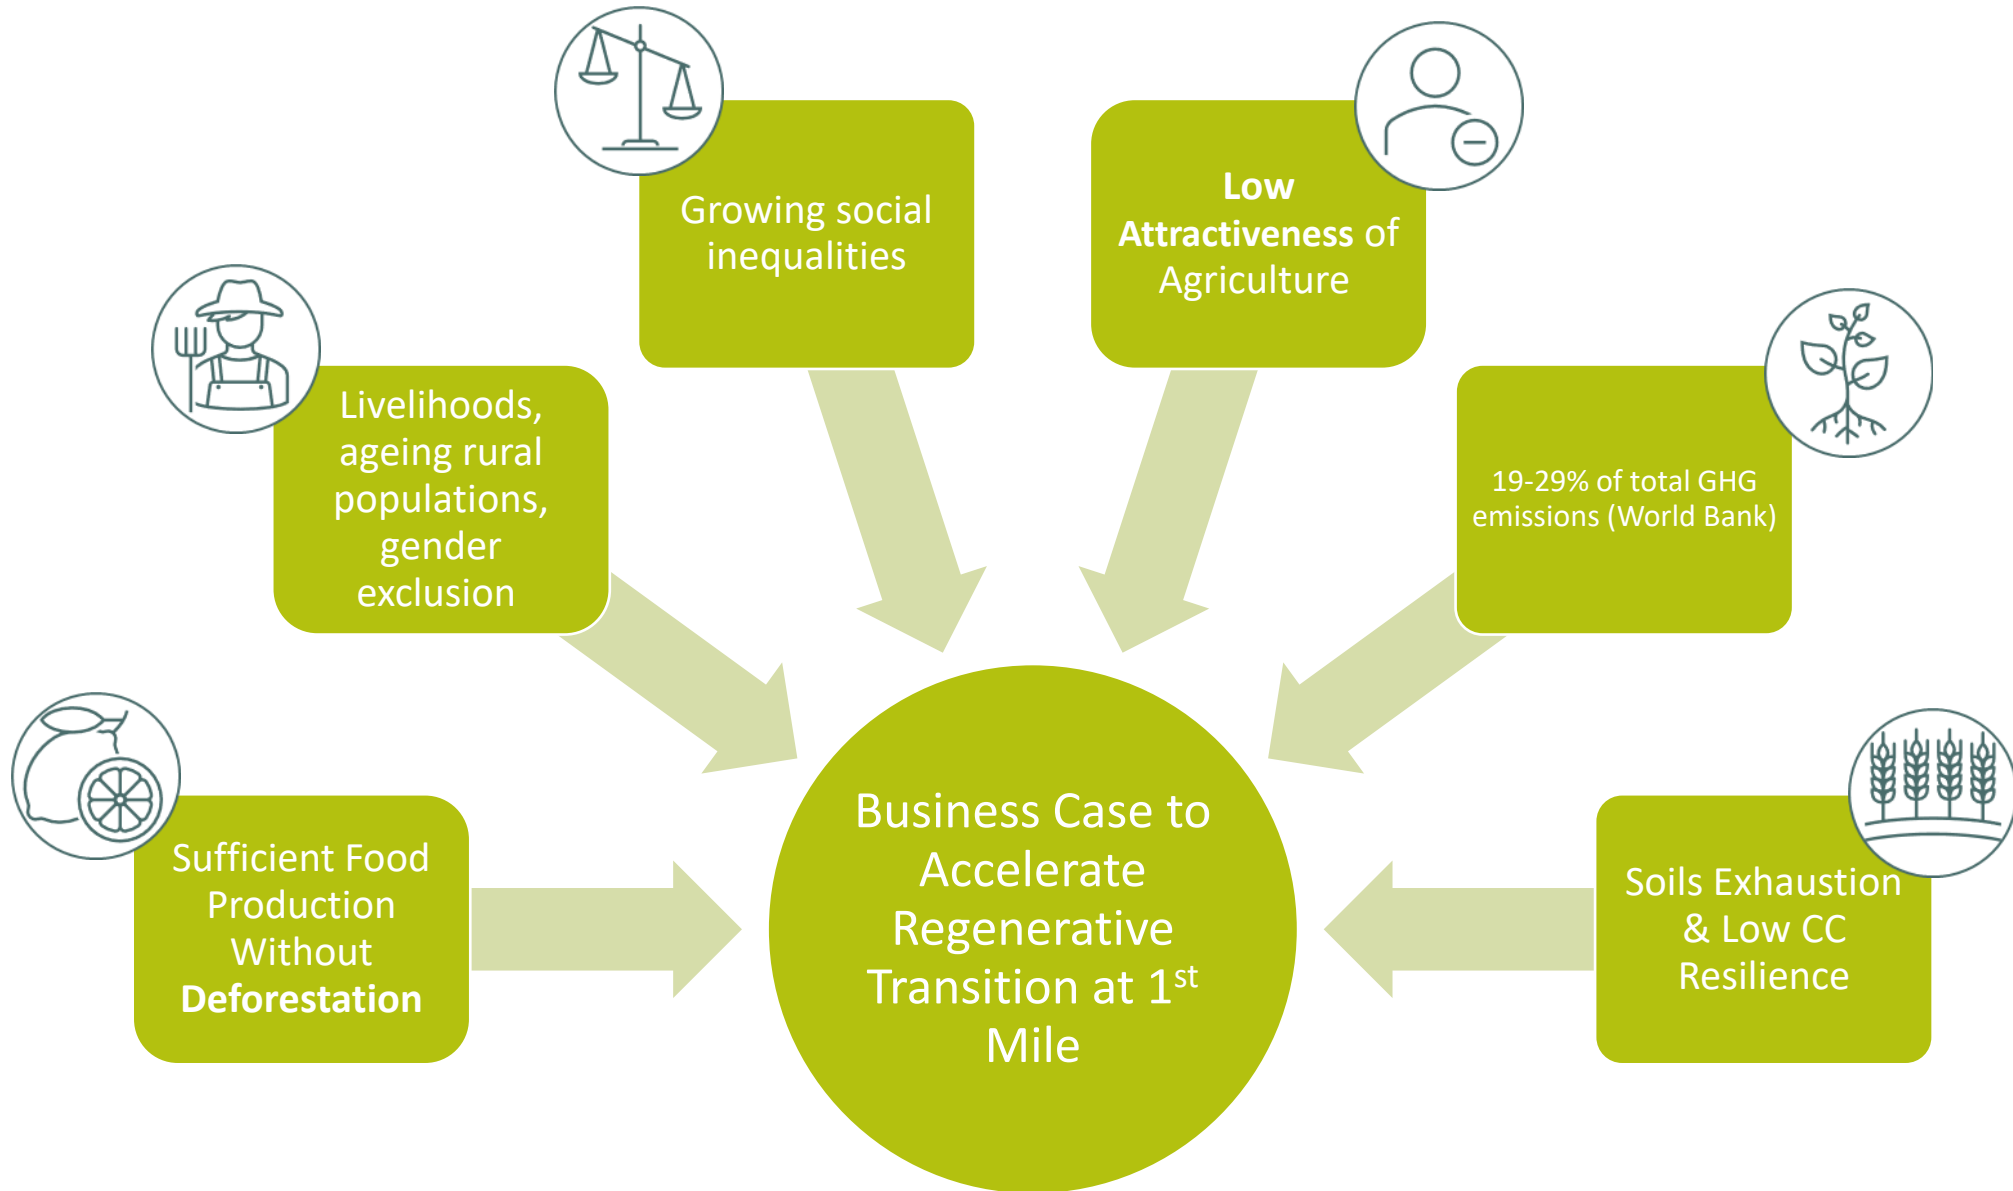 Growing social
inequalities
Low
Attractiveness of
Agriculture
Livelihoods,
ageing rural
populations,
gender
exclusion
19-29% of total GHG
emissions (World Bank)
Sufficient Food
Production
Without
Deforestation
Business Case to
Accelerate
Regenerative
Transition at 1st
Mile
Soils Exhaustion
& Low CC
Resilience